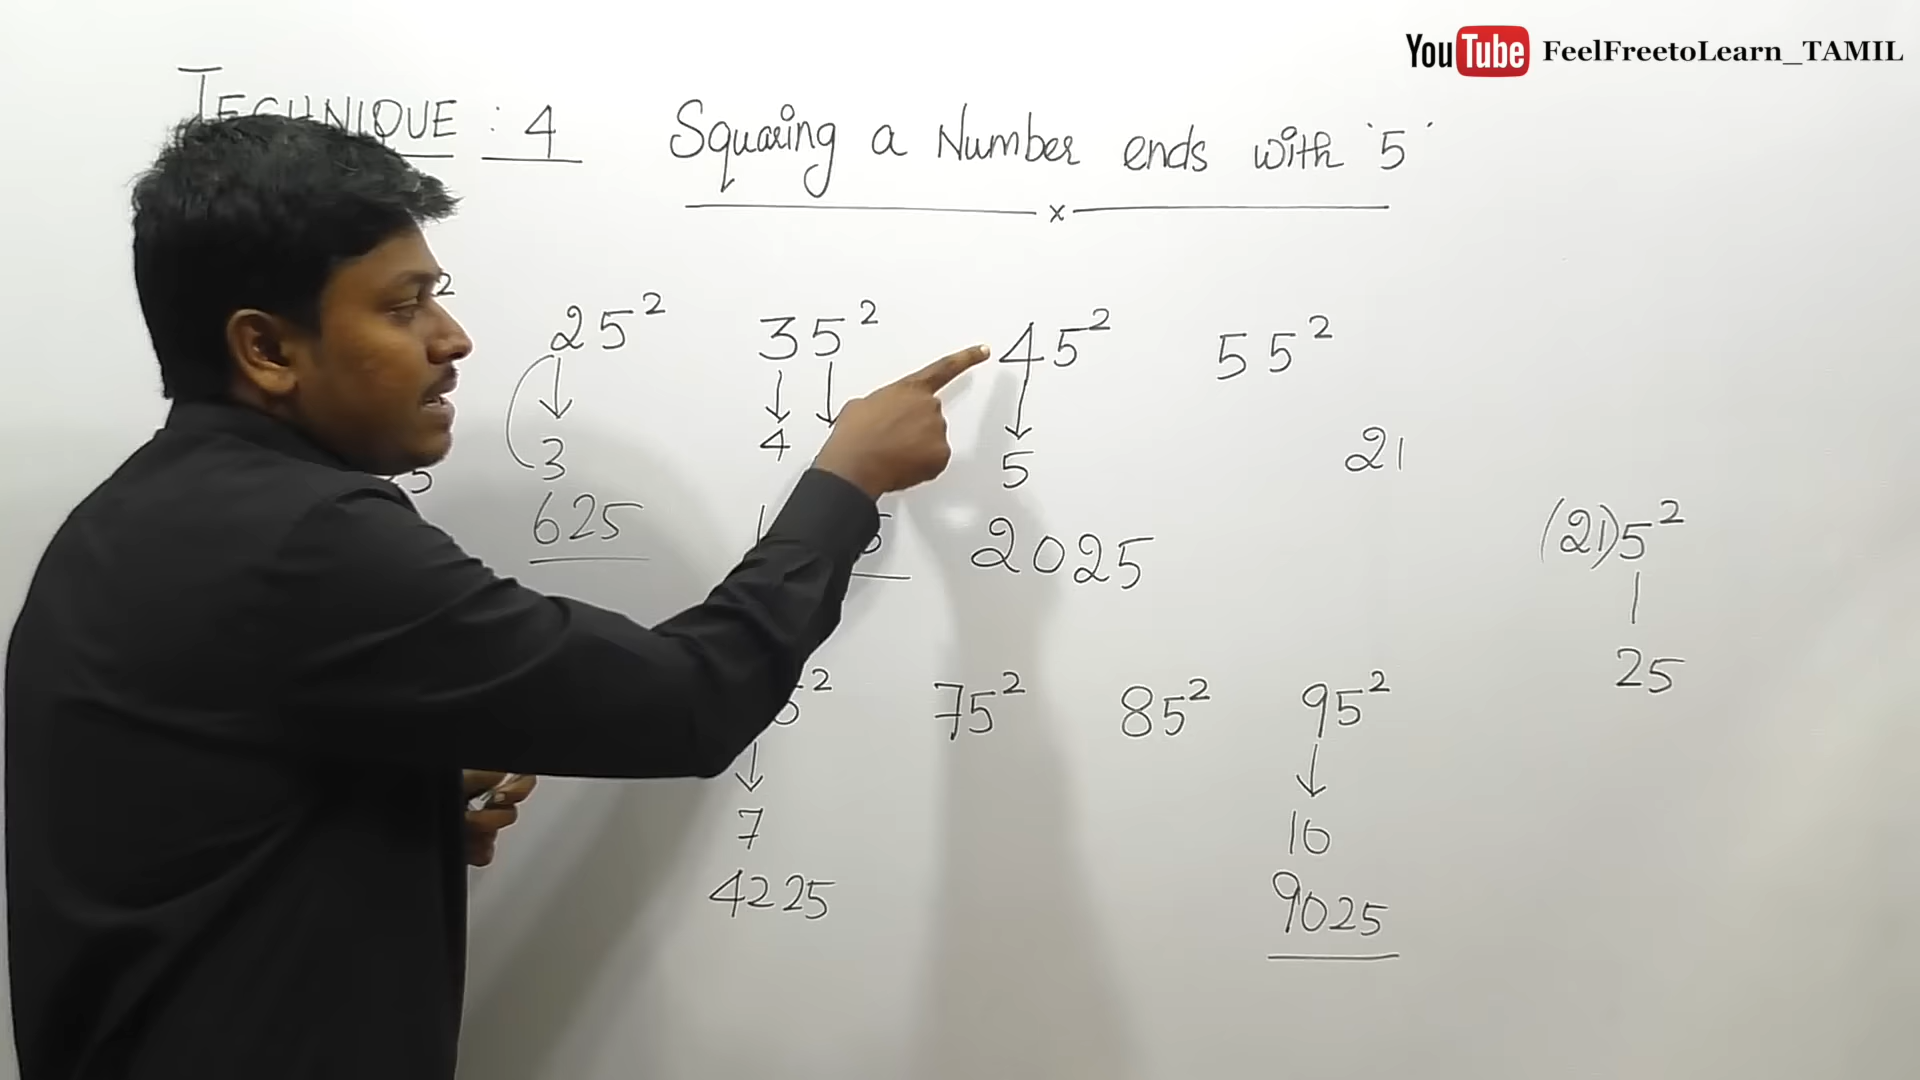 YouTube FeelFreetoLearn_TAMIL
TECHNIQUE : 4 Squaring a Number ends with '5'
x
25² 35² 45² 55²
3 4 5 21
625 2025
(21)5²
25
75² 85² 95²
7 10
4225 9025